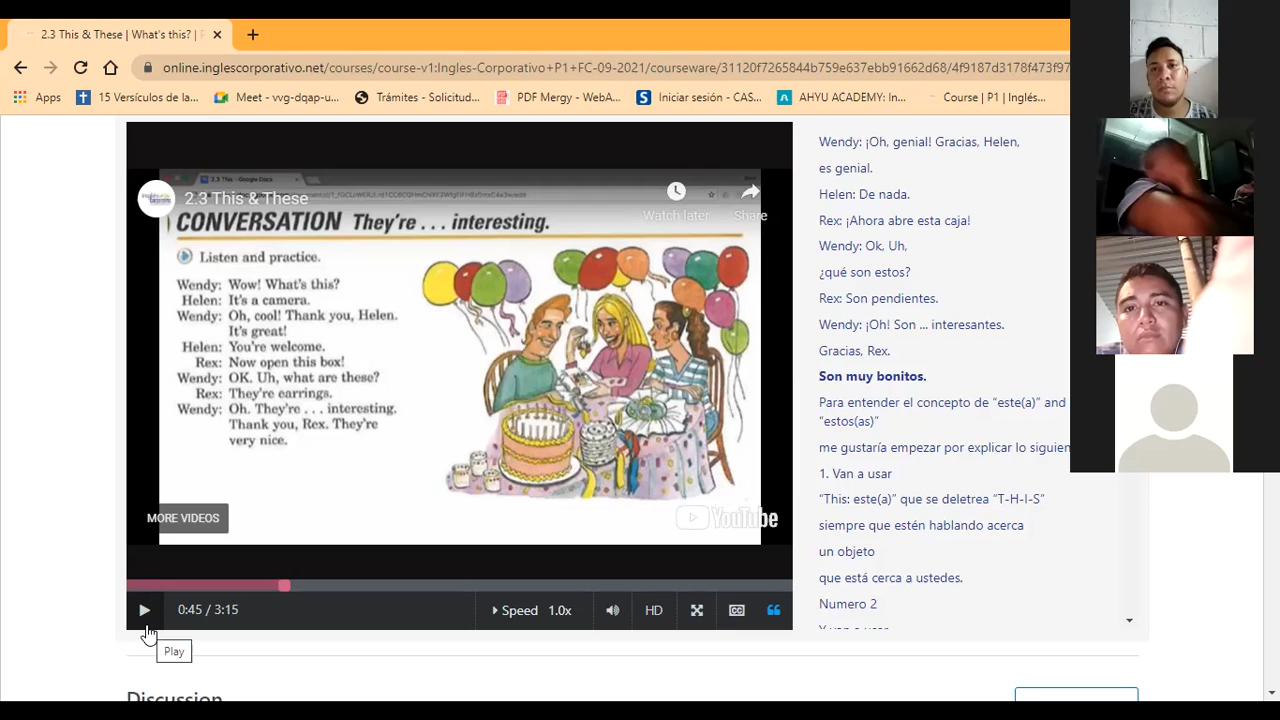 2.3 This & These | What's this? |
online.inglescorporativo.net/courses/course-v1:Ingles-Corporativo+P1+FC-09-2021/courseware/31120f7265844b759e637ebb91662d68/4f9187d3178f473f97
Apps 15 Versículos de la... Meet - vvg-dqap-u... Trámites - Solicitud... PDF Mergy - WebA... Iniciar sesión - CAS... AHYU ACADEMY: In... Course | P1 | Inglés...
2.3 This & These - Google Docs
2.3 This & These
Watch later Share
CONVERSATION They're . . . interesting.
Listen and practice.
Wendy: Wow! What's this?
Helen: It's a camera.
Wendy: Oh, cool! Thank you, Helen.
It's great!
Helen: You're welcome.
Rex: Now open this box!
Wendy: OK. Uh, what are these?
Rex: They're earrings.
Wendy: Oh. They're . . . interesting.
Thank you, Rex. They're
very nice.
MORE VIDEOS
YouTube
0:45 / 3:15 Speed 1.0x HD CC
Play
Wendy: ¡Oh, genial! Gracias, Helen,
es genial.
Helen: De nada.
Rex: ¡Ahora abre esta caja!
Wendy: Ok, Uh,
¿qué son estos?
Rex: Son pendientes.
Wendy: ¡Oh! Son ... interesantes.
Gracias, Rex.
Son muy bonitos.
Para entender el concepto de “este(a)” and
“estos(as)”
me gustaría empezar por explicar lo siguien
1. Van a usar
“This: este(a)” que se deletrea “T-H-I-S”
siempre que estén hablando acerca
un objeto
que está cerca a ustedes.
Numero 2
Y van a usar
Discussion